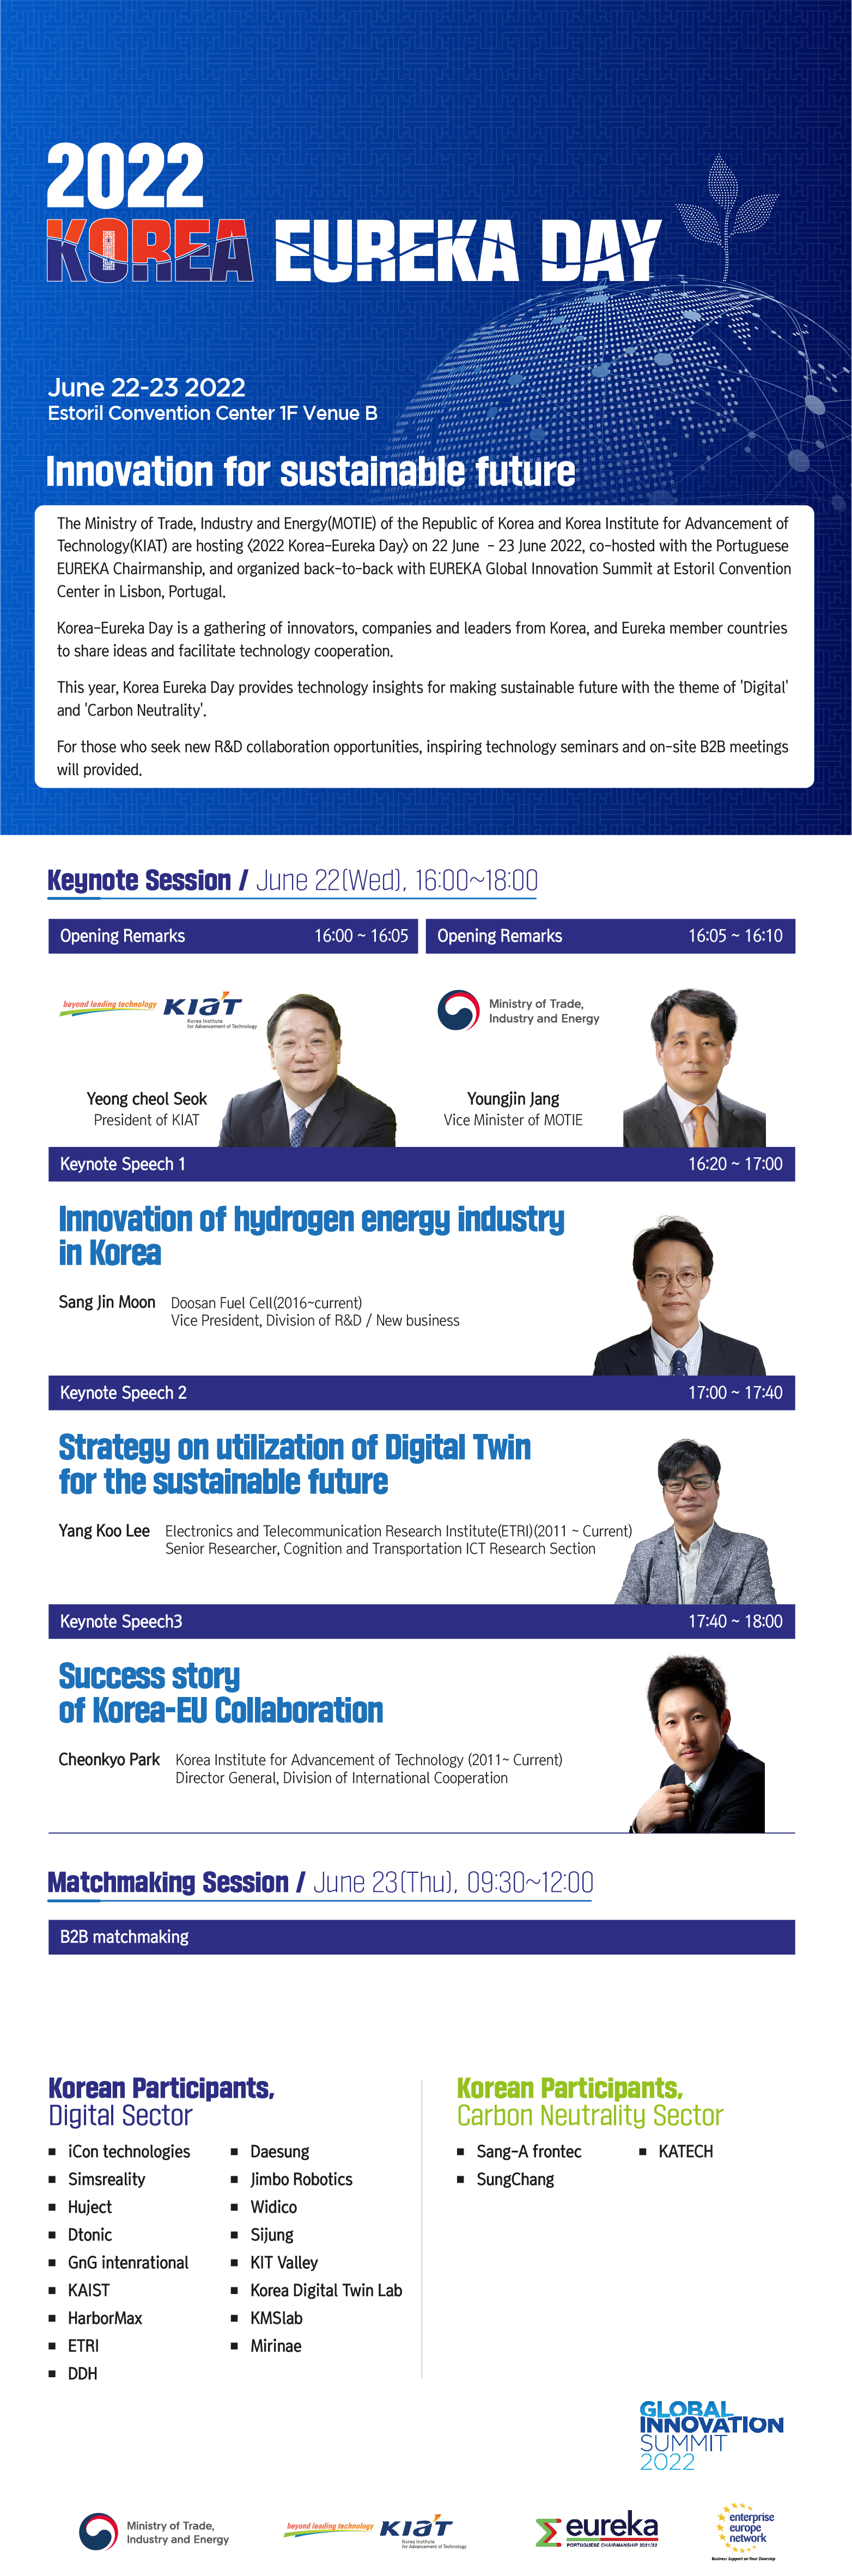 2022
KOREA EUREKA DAY
June 22-23 2022
Estoril Convention Center 1F Venue B
Innovation for sustainable future
The Ministry of Trade, Industry and Energy(MOTIE) of the Republic of Korea and Korea Institute for Advancement of
Technology(KIAT) are hosting 〈2022 Korea-Eureka Day〉 on 22 June - 23 June 2022, co-hosted with the Portuguese
EUREKA Chairmanship, and organized back-to-back with EUREKA Global Innovation Summit at Estoril Convention
Center in Lisbon, Portugal.
Korea-Eureka Day is a gathering of innovators, companies and leaders from Korea, and Eureka member countries
to share ideas and facilitate technology cooperation.
This year, Korea Eureka Day provides technology insights for making sustainable future with the theme of 'Digital'
and 'Carbon Neutrality'.
For those who seek new R&D collaboration opportunities, inspiring technology seminars and on-site B2B meetings
will provided.
Keynote Session / June 22(Wed), 16:00~18:00
Opening Remarks 16:00 ~ 16:05
beyond leading technology KIAT
Korea Institute
for Advancement of Technology
Yeong cheol Seok
President of KIAT
Opening Remarks 16:05 ~ 16:10
Ministry of Trade,
Industry and Energy
Youngjin Jang
Vice Minister of MOTIE
Keynote Speech 1 16:20 ~ 17:00
Innovation of hydrogen energy industry
in Korea
Sang Jin Moon Doosan Fuel Cell(2016~current)
Vice President, Division of R&D / New business
Keynote Speech 2 17:00 ~ 17:40
Strategy on utilization of Digital Twin
for the sustainable future
Yang Koo Lee Electronics and Telecommunication Research Institute(ETRI)(2011 ~ Current)
Senior Researcher, Cognition and Transportation ICT Research Section
Keynote Speech3 17:40 ~ 18:00
Success story
of Korea-EU Collaboration
Cheonkyo Park Korea Institute for Advancement of Technology (2011~ Current)
Director General, Division of International Cooperation
Matchmaking Session / June 23(Thu), 09:30~12:00
B2B matchmaking
Korean Participants,
Digital Sector
■ iCon technologies
■ Simsreality
■ Huject
■ Dtonic
■ GnG intenrational
■ KAIST
■ HarborMax
■ ETRI
■ DDH
■ Daesung
■ Jimbo Robotics
■ Widico
■ Sijung
■ KIT Valley
■ Korea Digital Twin Lab
■ KMSlab
■ Mirinae
Korean Participants,
Carbon Neutrality Sector
■ Sang-A frontec
■ SungChang
■ KATECH
GLOBAL
INNOVATION
SUMMIT
2022
Ministry of Trade,
Industry and Energy
beyond leading technology KIAT
Korea Institute
for Advancement of Technology
eureka
PORTUGUESE CHAIRMANSHIP 2021/22
enterprise
europe
network
Business Support on Your Doorstep